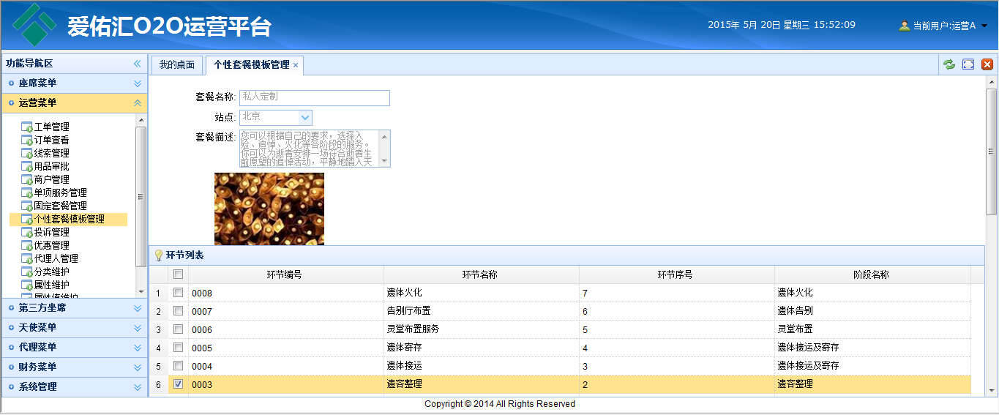 爱佑汇O2O运营平台
2015年 5月 20日 星期三 15:52:09
当前用户:运营A
功能导航区
座席菜单
运营菜单
工单管理
订单查看
线索管理
用品审批
商户管理
单项服务管理
固定套餐管理
个性套餐模板管理
投诉管理
优惠管理
代理人管理
分类维护
属性维护
属性值维护
第三方坐席
天使菜单
代理菜单
财务菜单
系统管理
我的桌面 个性套餐模板管理 ×
套餐名称: 私人定制
站点: 北京
套餐描述: 您可以根据自己的要求，选择入
殓、追悼、火化等各阶段的服务。
你可以为逝者安排一场符合逝者生
前愿望的追悼活动，平静地踏入天
环节列表
环节编号 环节名称 环节序号 阶段名称
1 0008 遗体火化 7 遗体火化
2 0007 告别厅布置 6 遗体告别
3 0006 灵堂布置服务 5 灵堂布置
4 0005 遗体寄存 4 遗体接运及寄存
5 0004 遗体接运 3 遗体接运及寄存
6 0003 遗容整理 2 遗容整理
Copyright © 2014 All Rights Reserved